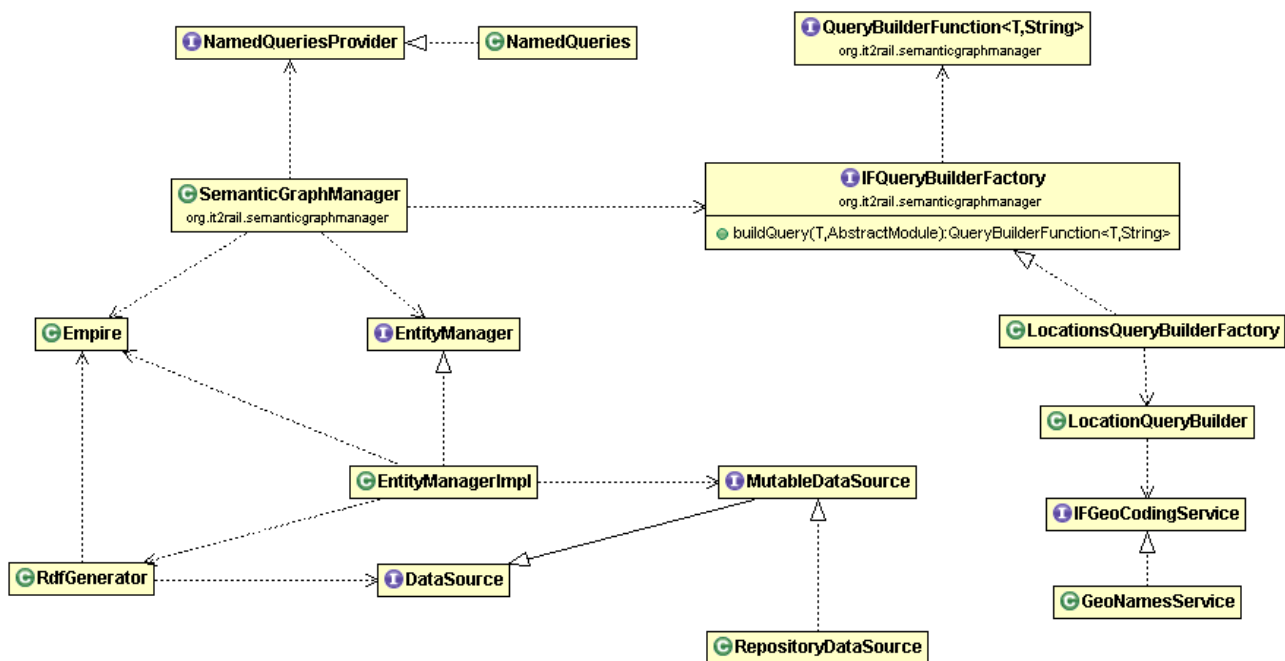 NamedQueriesProvider
NamedQueries
QueryBuilderFunction<T,String>
org.it2rail.semanticgraphmanager
SemanticGraphManager
org.it2rail.semanticgraphmanager
IFQueryBuilderFactory
org.it2rail.semanticgraphmanager
buildQuery(T,AbstractModule):QueryBuilderFunction<T,String>
Empire
EntityManager
LocationsQueryBuilderFactory
LocationQueryBuilder
EntityManagerImpl
MutableDataSource
IFGeoCodingService
RdfGenerator
DataSource
GeoNamesService
RepositoryDataSource